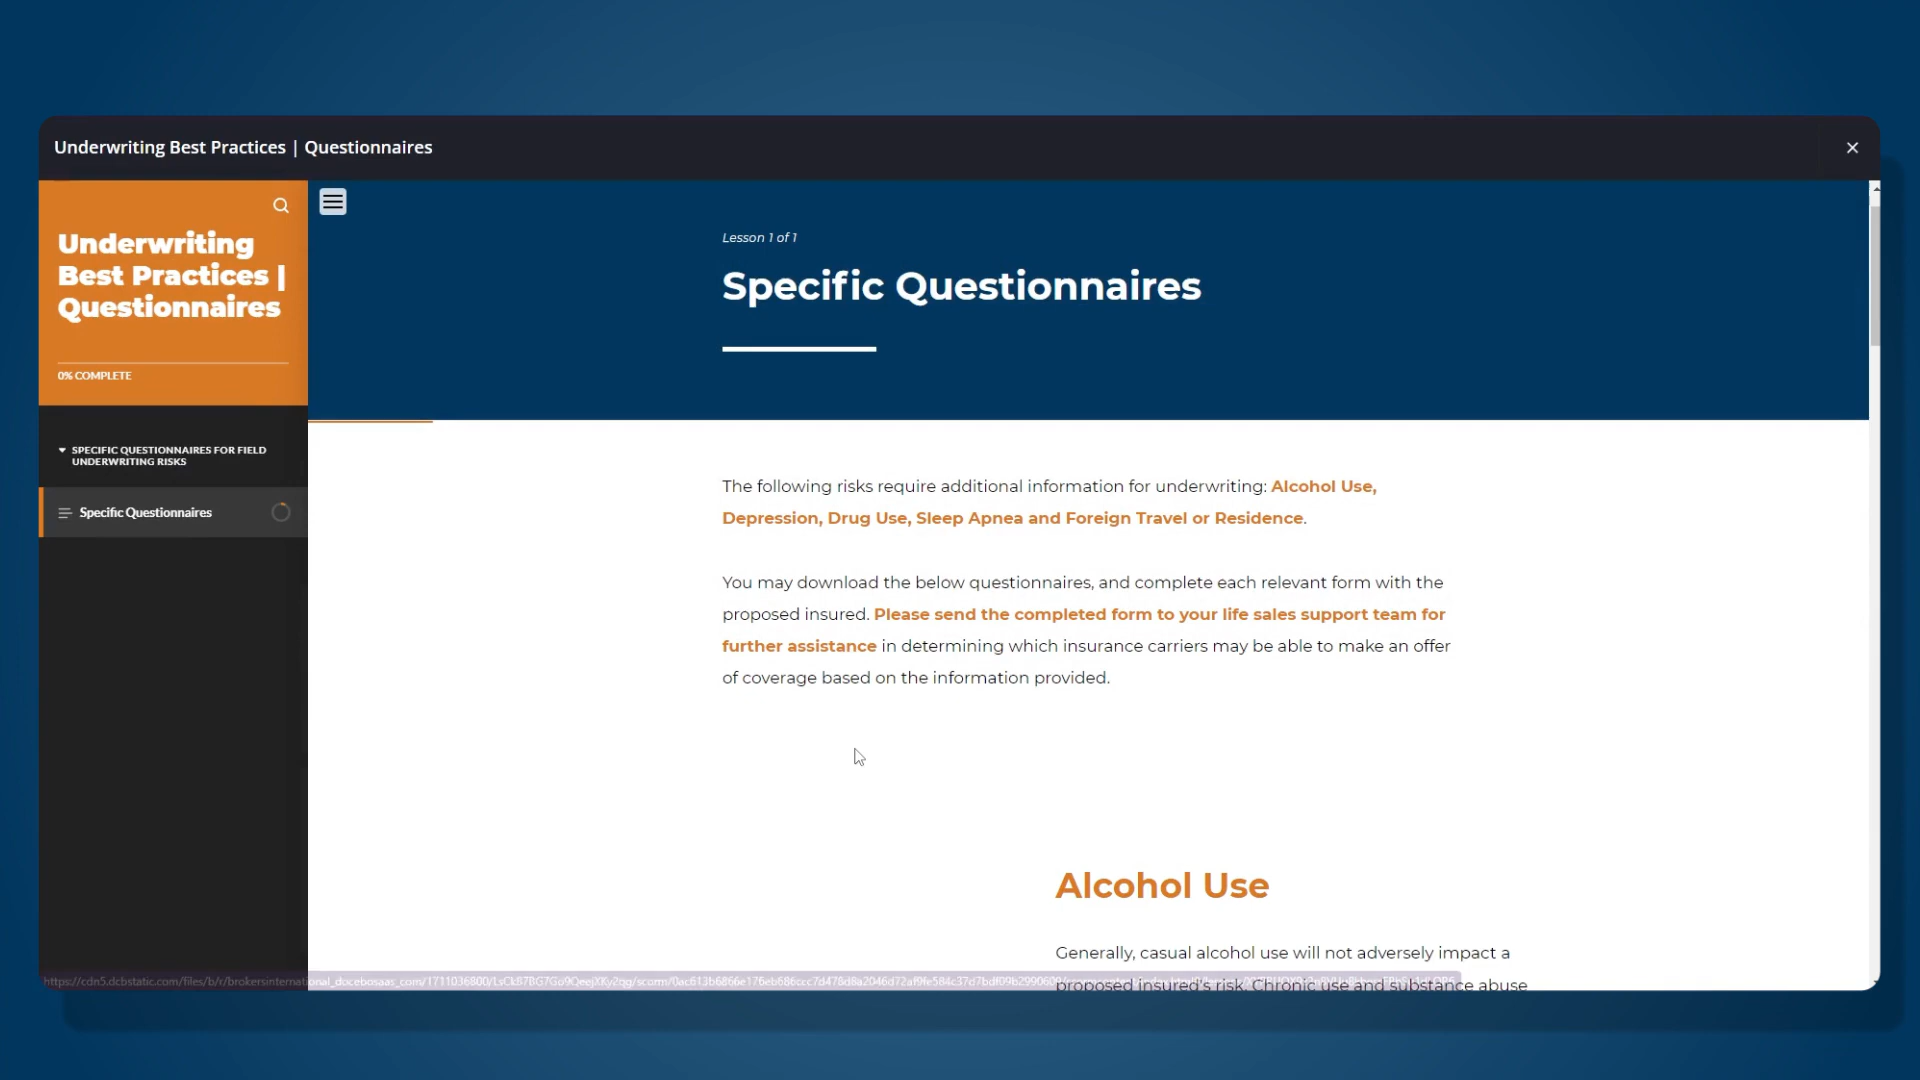 Underwriting Best Practices | Questionnaires
Underwriting
Best Practices |
Questionnaires
0% COMPLETE
SPECIFIC QUESTIONNAIRES FOR FIELD
UNDERWRITING RISKS
Specific Questionnaires
Lesson 1 of 1
Specific Questionnaires
The following risks require additional information for underwriting: Alcohol Use,
Depression, Drug Use, Sleep Apnea and Foreign Travel or Residence.
You may download the below questionnaires, and complete each relevant form with the
proposed insured. Please send the completed form to your life sales support team for
further assistance in determining which insurance carriers may be able to make an offer
of coverage based on the information provided.
Alcohol Use
Generally, casual alcohol use will not adversely impact a
proposed insured's risk. Chronic use and substance abuse